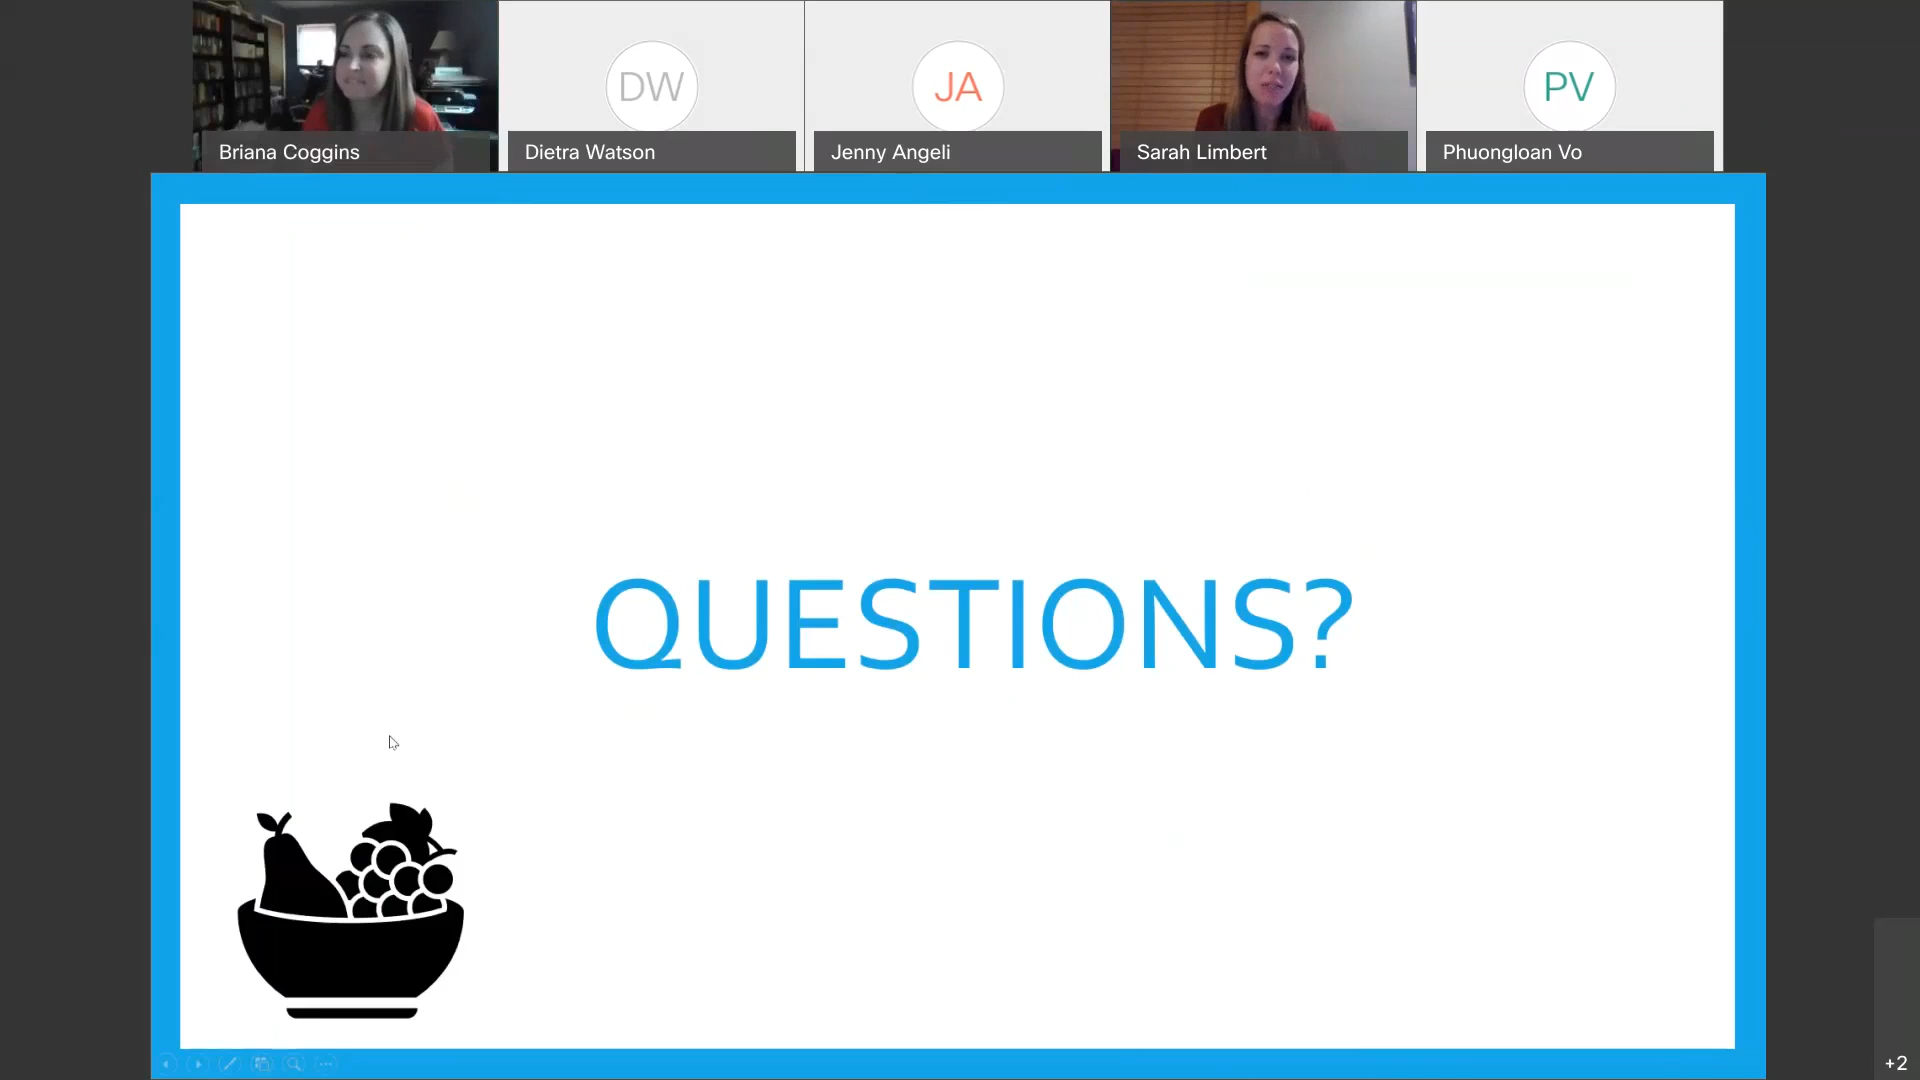 DW
JA
PV
Briana Coggins
Dietra Watson
Jenny Angeli
Sarah Limbert
Phuongloan Vo
QUESTIONS?
+2